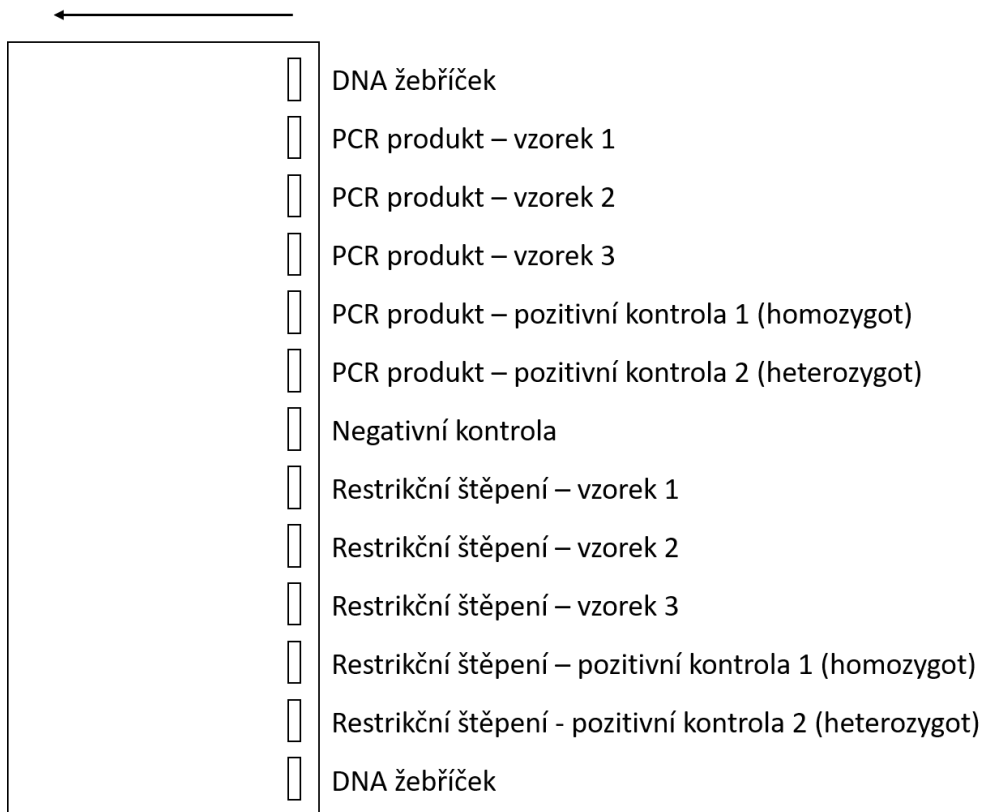 DNA žebříček
PCR produkt – vzorek 1
PCR produkt – vzorek 2
PCR produkt – vzorek 3
PCR produkt – pozitivní kontrola 1 (homozygot)
PCR produkt – pozitivní kontrola 2 (heterozygot)
Negativní kontrola
Restrikční štěpení – vzorek 1
Restrikční štěpení – vzorek 2
Restrikční štěpení – vzorek 3
Restrikční štěpení – pozitivní kontrola 1 (homozygot)
Restrikční štěpení - pozitivní kontrola 2 (heterozygot)
DNA žebříček